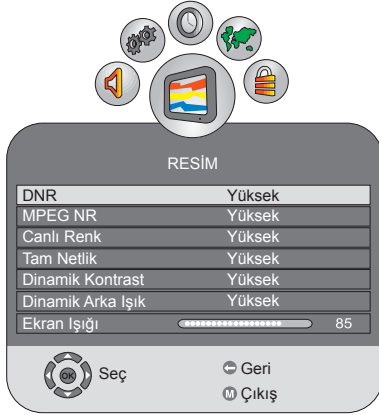 RESİM
DNR Yüksek
MPEG NR Yüksek
Canlı Renk Yüksek
Tam Netlik Yüksek
Dinamik Kontrast Yüksek
Dinamik Arka Işık Yüksek
Ekran Işığı 85
OK Seç
Geri
M Çıkış